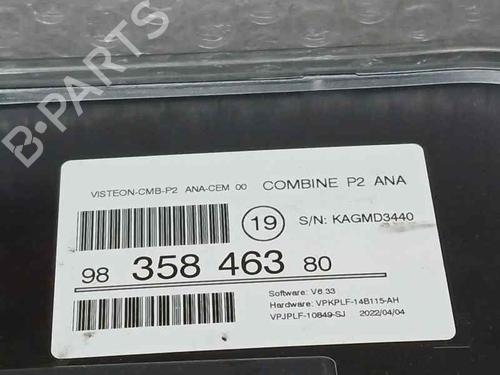 VISTEON-CMB-P2 ANA-CEM 00 COMBINE P2 ANA
19 S/N: KAGMD3440
98 358 463 80
Software: V6.33
Hardware: VPKPLF-14B115-AH
VPJPLF-10849-SJ 2022/04/04
B-PARTS